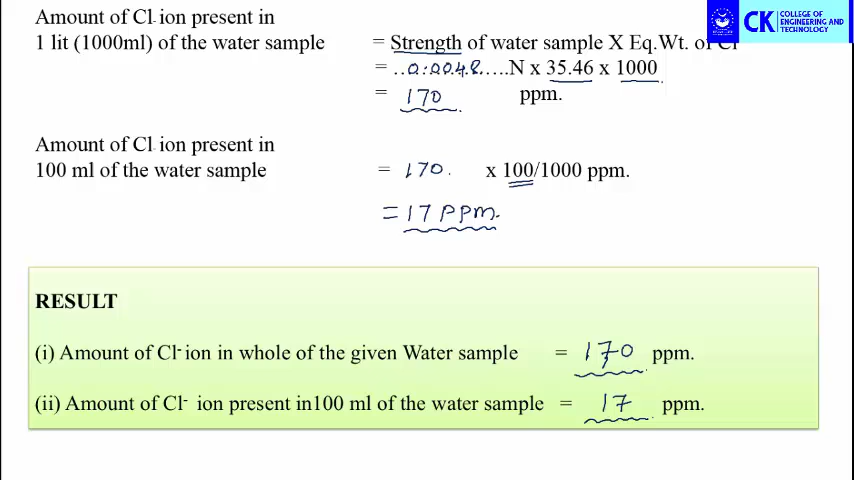 CK COLLEGE OF
ENGINEERING AND
TECHNOLOGY
Amount of Cl ion present in
1 lit (1000ml) of the water sample = Strength of water sample X Eq.Wt. of Cl
= ..0.0048.....N x 35.46 x 1000
= 170 ppm.
Amount of Cl ion present in
100 ml of the water sample = 170. x 100/1000 ppm.
= 17 ppm.
RESULT
(i) Amount of Cl- ion in whole of the given Water sample = 170 ppm.
(ii) Amount of Cl- ion present in100 ml of the water sample = 17 ppm.